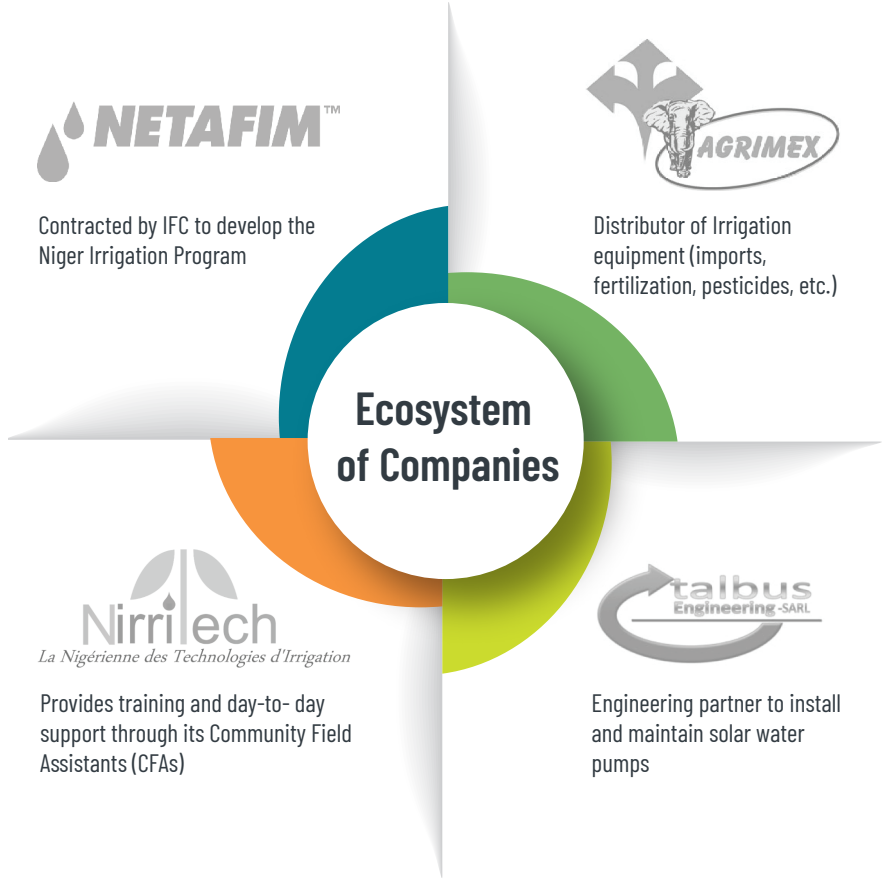 NETAFIM™
Contracted by IFC to develop the
Niger Irrigation Program
AGRIMEX
Distributor of Irrigation
equipment (imports,
fertilization, pesticides, etc.)
Ecosystem
of Companies
NirriTech
La Nigérienne des Technologies d'Irrigation
Provides training and day-to- day
support through its Community Field
Assistants (CFAs)
talbus
Engineering -SARL
Engineering partner to install
and maintain solar water
pumps